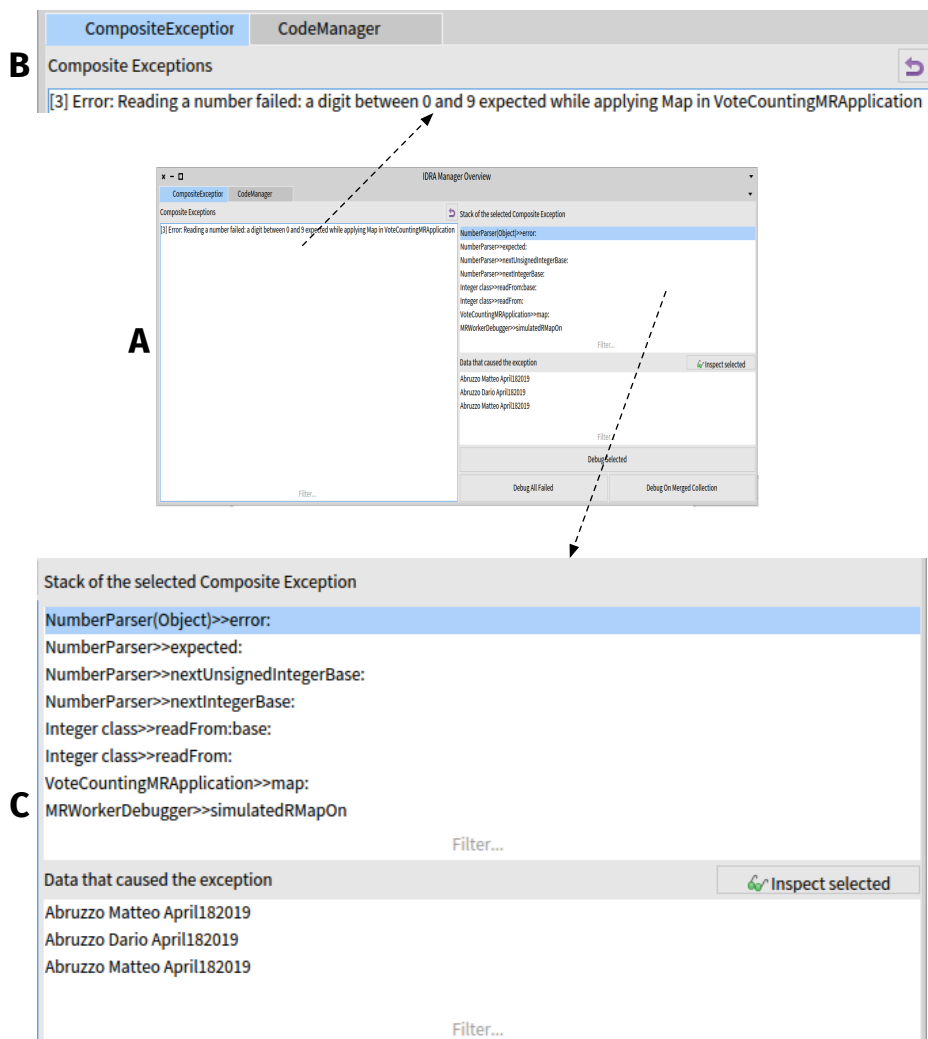 CompositeException CodeManager
B
Composite Exceptions
[3] Error: Reading a number failed: a digit between 0 and 9 expected while applying Map in VoteCountingMRApplication
IDRA Manager Overview
CompositeException CodeManager
Composite Exceptions
[3] Error: Reading a number failed: a digit between 0 and 9 expected while applying Map in VoteCountingMRApplication
Filter...
Stack of the selected Composite Exception
NumberParser(Object)>>error:
NumberParser>>expected:
NumberParser>>nextUnsignedIntegerBase:
NumberParser>>nextIntegerBase:
Integer class>>readFrom:base:
Integer class>>readFrom:
VoteCountingMRApplication>>map:
MRWorkerDebugger>>simulatedRMapOn
Filter...
Data that caused the exception Inspect selected
Abruzzo Matteo April182019
Abruzzo Dario April182019
Abruzzo Matteo April182019
Filter...
Debug Selected
Debug All Failed Debug On Merged Collection
A
Stack of the selected Composite Exception
NumberParser(Object)>>error:
NumberParser>>expected:
NumberParser>>nextUnsignedIntegerBase:
NumberParser>>nextIntegerBase:
Integer class>>readFrom:base:
Integer class>>readFrom:
VoteCountingMRApplication>>map:
MRWorkerDebugger>>simulatedRMapOn
C
Filter...
Data that caused the exception Inspect selected
Abruzzo Matteo April182019
Abruzzo Dario April182019
Abruzzo Matteo April182019
Filter...